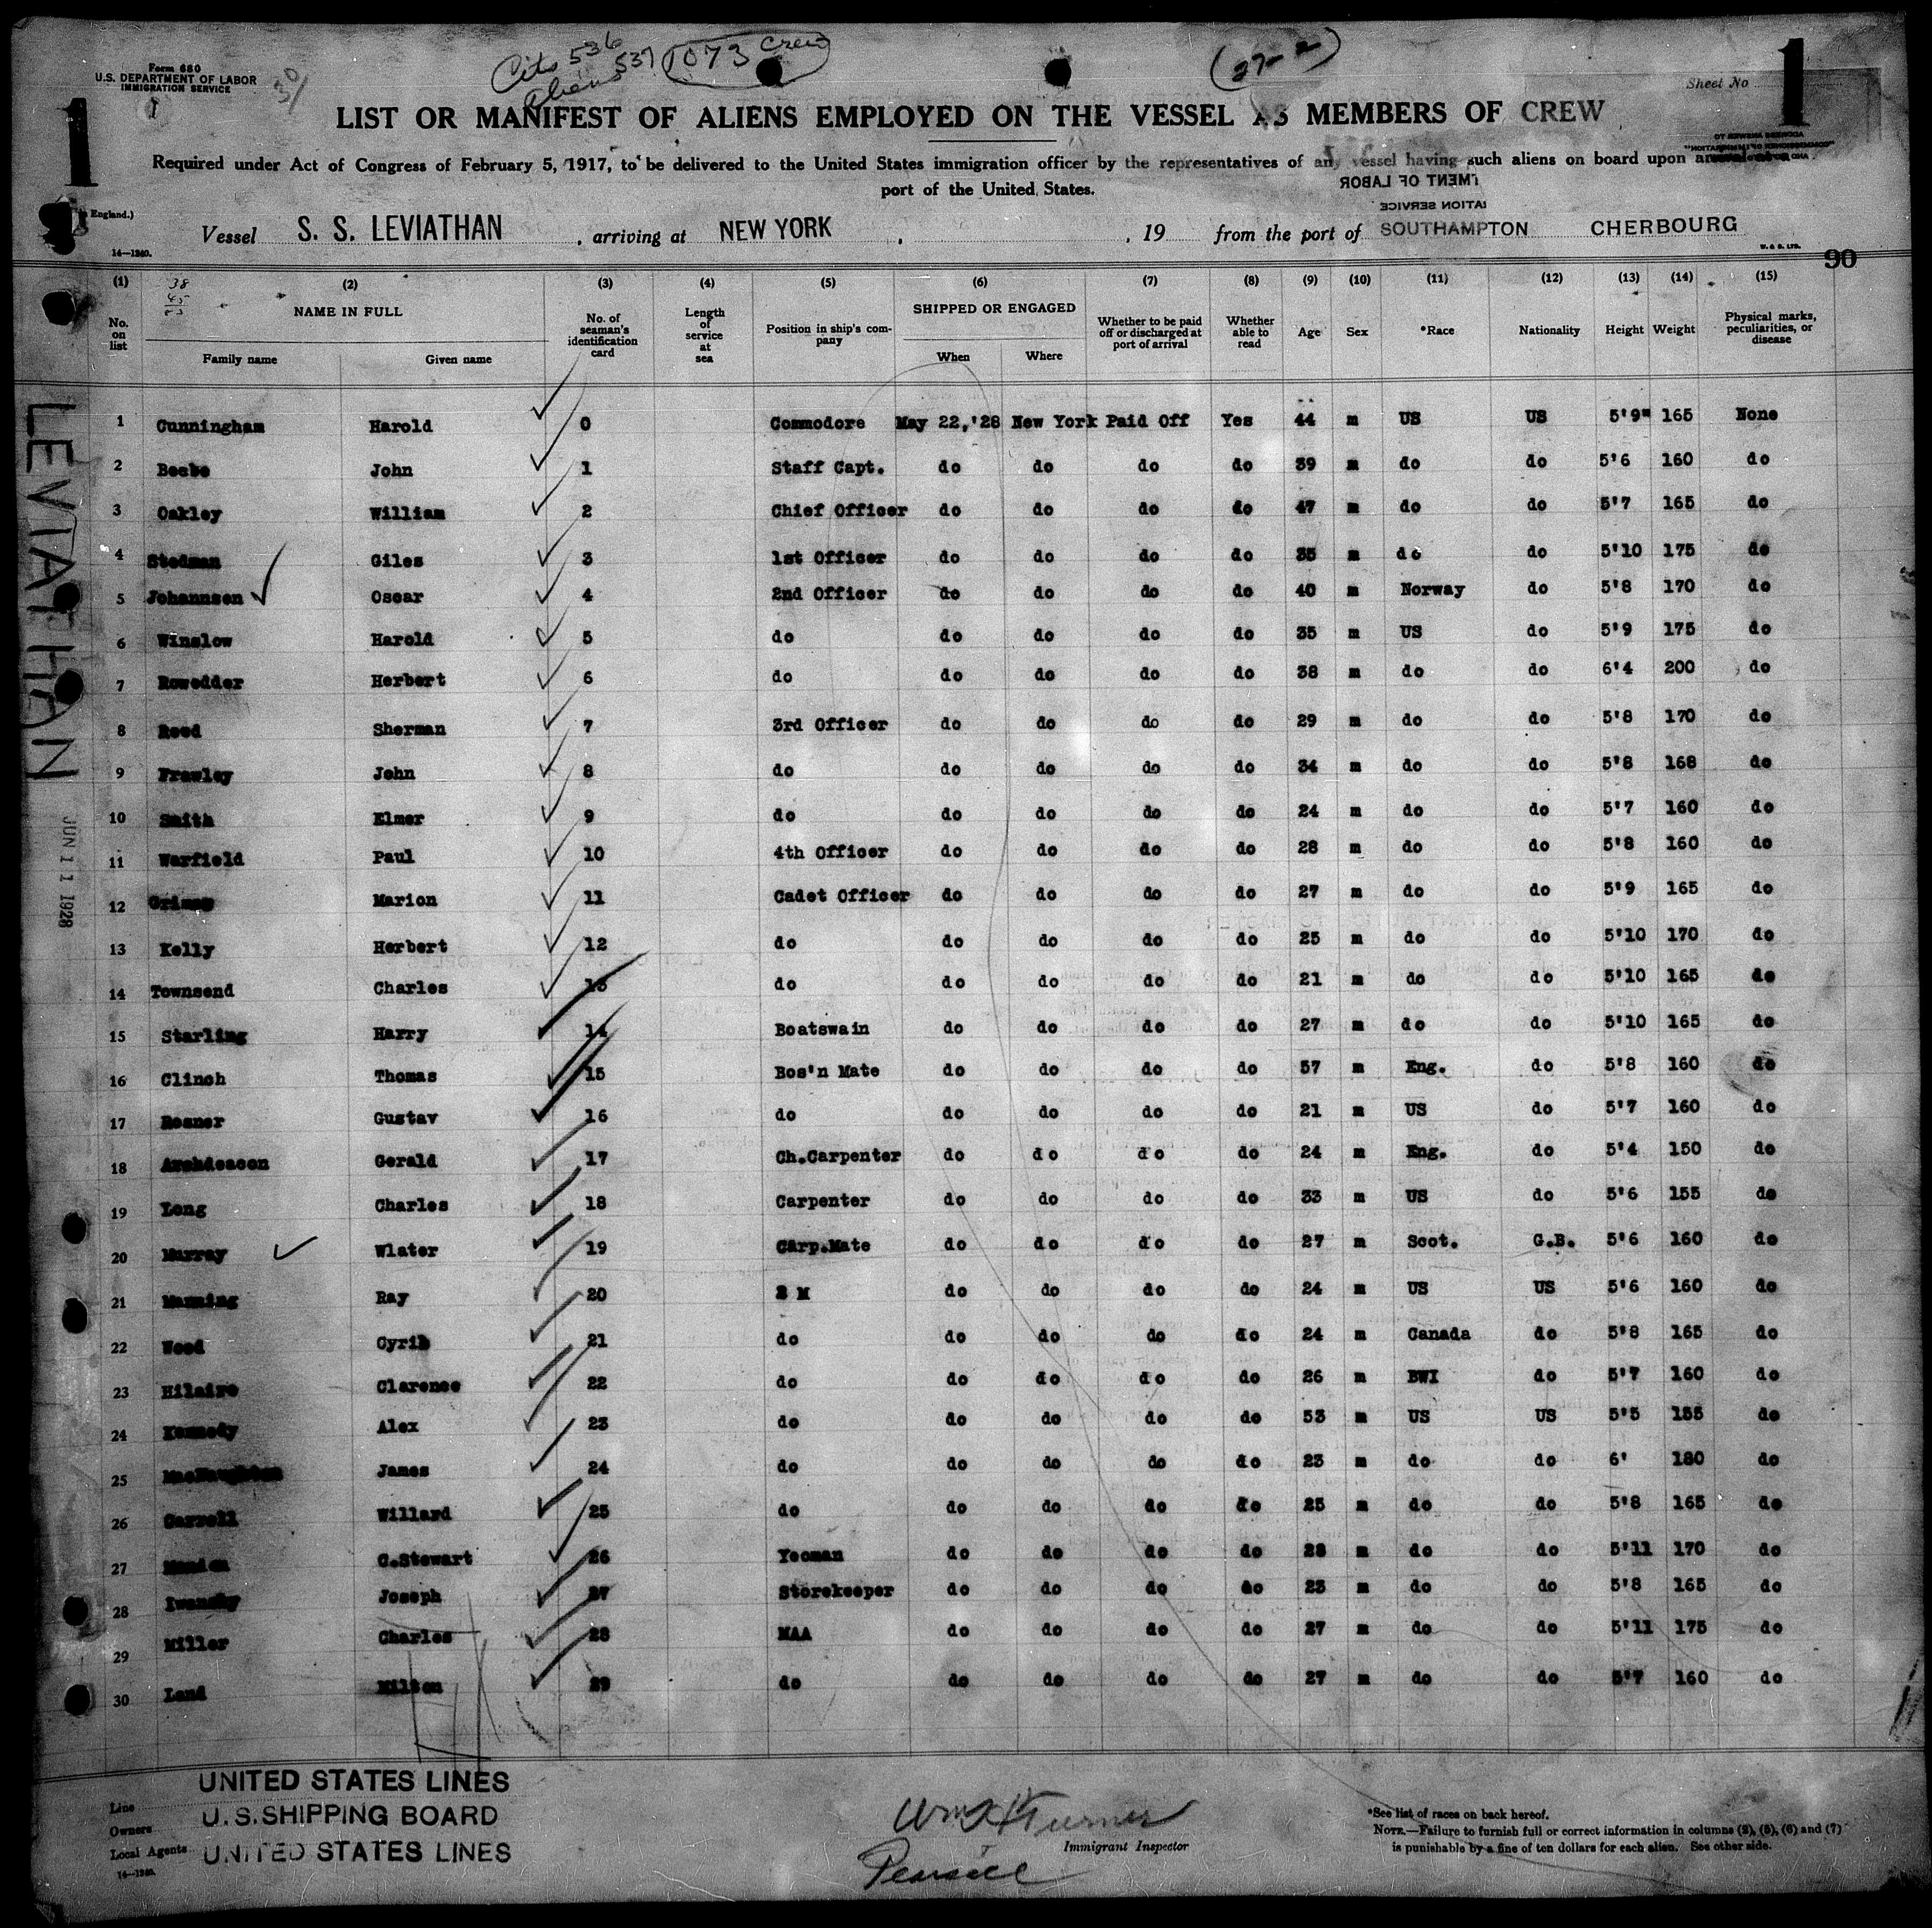 Cits 536
Aliens 537
1073 crew
(27-2)
Form 680
U.S. DEPARTMENT OF LABOR
IMMIGRATION SERVICE
Sheet No 1
1
LIST OR MANIFEST OF ALIENS EMPLOYED ON THE VESSEL AS MEMBERS OF CREW
Required under Act of Congress of February 5, 1917, to be delivered to the United States immigration officer by the representatives of any vessel having such aliens on board upon arrival
port of the United States.
England.)
14—1240.
Vessel S. S. LEVIATHAN, arriving at NEW YORK, , 19 from the port of SOUTHAMPTON CHERBOURG
90
(1) (2) (3) (4) (5) (6) (7) (8) (9) (10) (11) (12) (13) (14) (15)
No. on list NAME IN FULL Family name Given name No. of seaman's identification card Length of service at sea Position in ship's company SHIPPED OR ENGAGED When Where Whether to be paid off or discharged at port of arrival Whether able to read Age Sex *Race Nationality Height Weight Physical marks, peculiarities, or disease
1 Cunningham Harold 0 Commodore May 22,'28 New York Paid Off Yes 44 m US US 5'9" 165 None
2 Beebe John 1 Staff Capt. do do do do 39 m do do 5'6 160 do
3 Oakley William 2 Chief Officer do do do do 47 m do do 5'7 165 do
4 Stedman Giles 3 1st Officer do do do do 35 m do do 5'10 175 do
5 Johannsen Oscar 4 2nd Officer do do do do 40 m Norway do 5'8 170 do
6 Winslow Harold 5 do do do do do 35 m US do 5'9 175 do
7 Rowedder Herbert 6 do do do do do 38 m do do 6'4 200 do
8 Reed Sherman 7 3rd Officer do do do do 29 m do do 5'8 170 do
9 Frawley John 8 do do do do do 34 m do do 5'8 168 do
10 Smith Elmer 9 do do do do do 24 m do do 5'7 160 do
11 Warfield Paul 10 4th Officer do do do do 28 m do do 5'8 160 do
12 Marion 11 Cadet Officer do do do do 27 m do do 5'9 165 do
13 Kelly Herbert 12 do do do do do 25 m do do 5'10 170 do
14 Townsend Charles 13 do do do do do 21 m do do 5'10 165 do
15 Starling Harry 14 Boatswain do do do do 27 m do do 5'10 165 do
16 Clinch Thomas 15 Bos'n Mate do do do do 57 m Eng. do 5'8 160 do
17 Rosner Gustav 16 do do do do do 21 m US do 5'7 160 do
18 Archdeacon Gerald 17 Ch.Carpenter do do do do 24 m Eng. do 5'4 150 do
19 Long Charles 18 Carpenter do do do do 33 m US do 5'6 155 do
20 Murray Wlater 19 CArp.Mate do do do do 27 m Scot. G.B. 5'6 160 do
21 Manning Ray 20 M do do do do 24 m US US 5'6 160 do
22 Wood Cyril 21 do do do do do 24 m Canada do 5'8 165 do
23 Hilaire Clarence 22 do do do do do 26 m BWI do 5'7 160 do
24 Kennedy Alex 23 do do do do do 53 m US US 5'5 155 do
25 MacNaughton James 24 do do do do do 23 m do do 6' 180 do
26 Carroll Willard 25 do do do do do 25 m do do 5'8 165 do
27 C.Stewart 26 Yeoman do do do do 28 m do do 5'11 170 do
28 Joseph 27 Storekeeper do do do do 23 m do do 5'8 165 do
29 Miller Charles 28 MAA do do do do 27 m do do 5'11 175 do
30 Land Milton 29 do do do do do 27 m do do 5'7 160 do
LEVIATHAN
JUN 11 1928
Line UNITED STATES LINES
Owners U.S.SHIPPING BOARD
Local Agents UNITED STATES LINES
14—1240.
Wm H Turner
Immigrant Inspector
*See list of races on back hereof.
NOTE.—Failure to furnish full or correct information in columns (2), (5), (6) and (7)
is punishable by a fine of ten dollars for each alien. See other side.